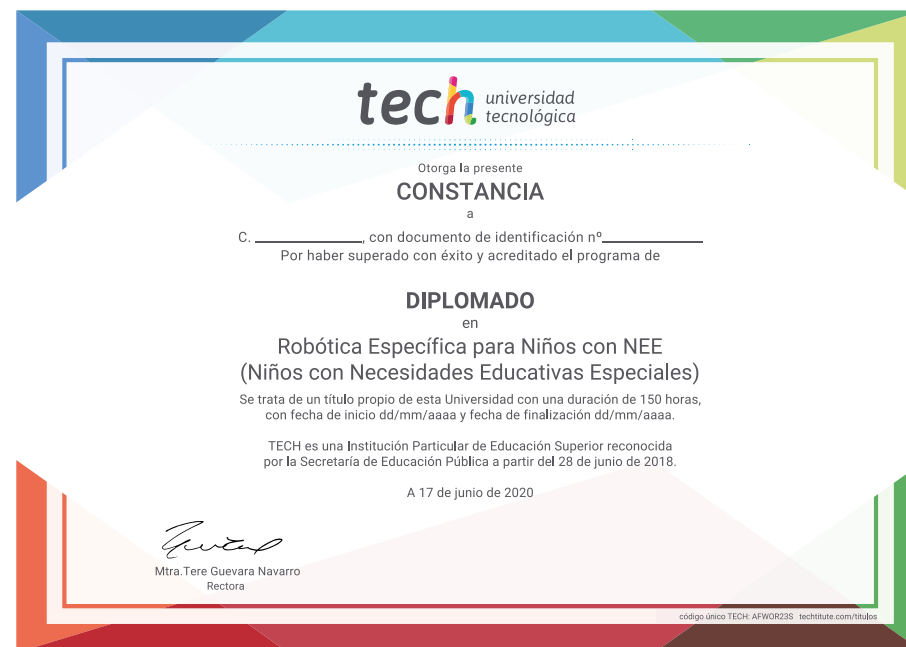 tech universidad
tecnológica
Otorga la presente
CONSTANCIA
a
C. ____________, con documento de identificación nº____________
Por haber superado con éxito y acreditado el programa de
DIPLOMADO
en
Robótica Específica para Niños con NEE
(Niños con Necesidades Educativas Especiales)
Se trata de un título propio de esta Universidad con una duración de 150 horas,
con fecha de inicio dd/mm/aaaa y fecha de finalización dd/mm/aaaa.
TECH es una Institución Particular de Educación Superior reconocida
por la Secretaría de Educación Pública a partir del 28 de junio de 2018.
A 17 de junio de 2020
Mtra.Tere Guevara Navarro
Rectora
código único TECH: AFWOR23S techtitute.com/titulos